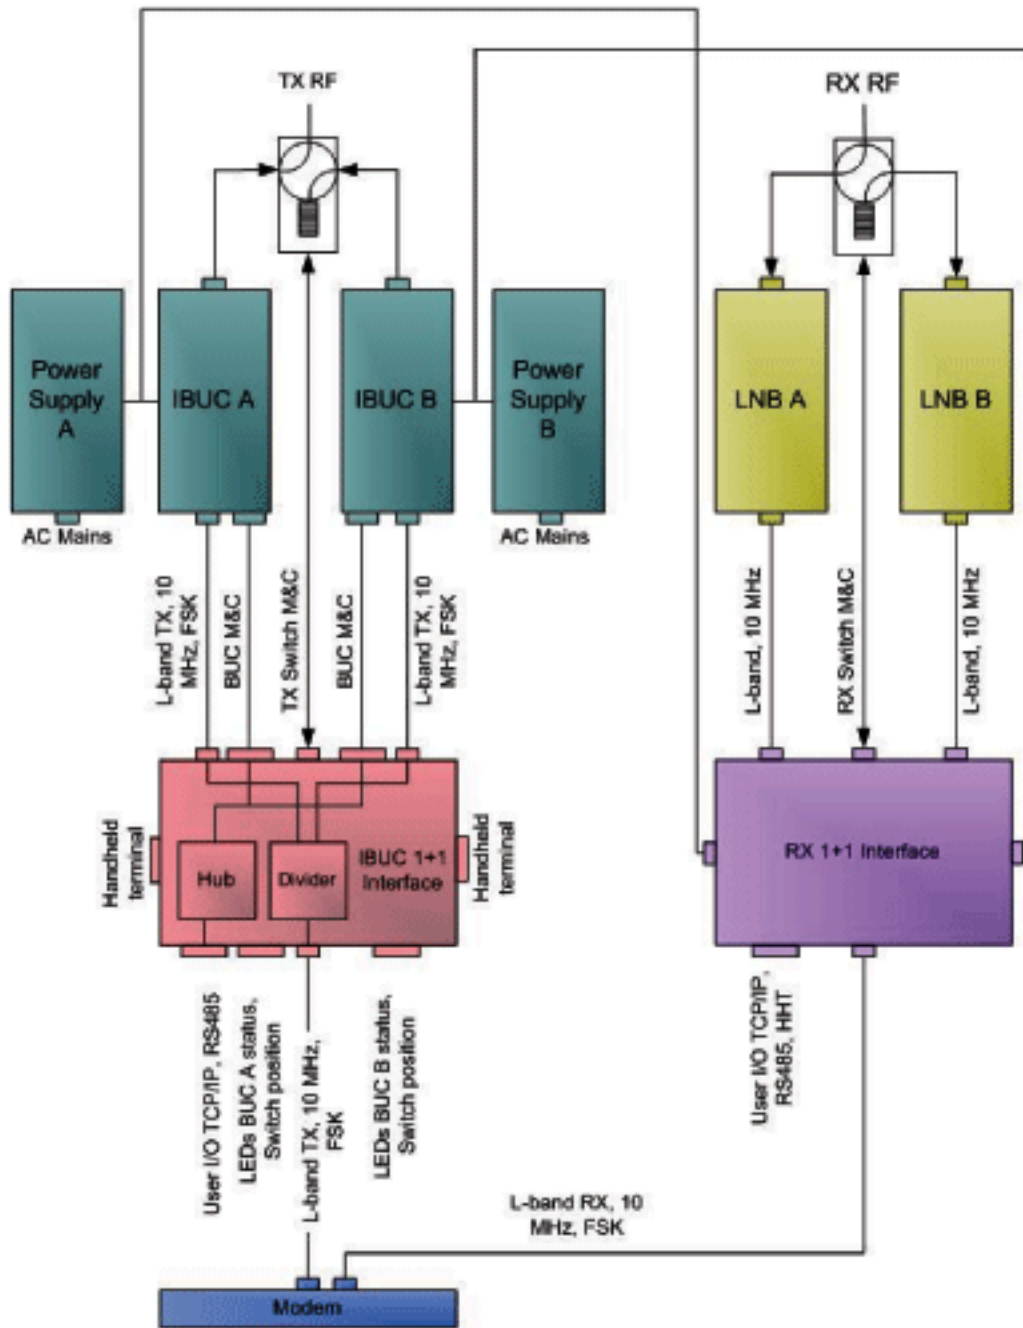 TX RF
RX RF
Power
Supply
A
IBUC A
IBUC B
Power
Supply
B
LNB A
LNB B
AC Mains
AC Mains
L-band TX, 10
MHz, FSK
BUC M&C
TX Switch M&C
BUC M&C
L-band TX, 10
MHz, FSK
L-band, 10 MHz
RX Switch M&C
L-band, 10 MHz
Handheld
terminal
Hub
Divider
IBUC 1+1
Interface
Handheld
terminal
RX 1+1 Interface
User I/O TCP/IP, RS485
LEDs BUC A status,
Switch position
L-band TX, 10 MHz,
FSK
LEDs BUC B status,
Switch position
User I/O TCP/IP,
RS485, HHT
L-band RX, 10
MHz, FSK
Modem